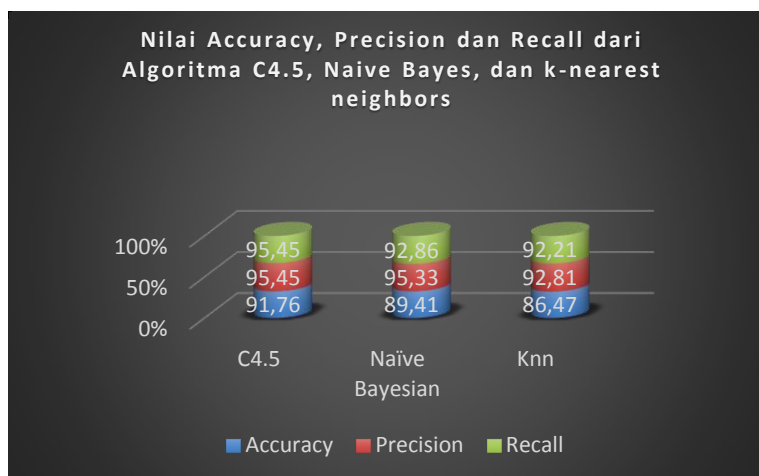 Nilai Accuracy, Precision dan Recall dari
Algoritma C4.5, Naive Bayes, dan k-nearest
neighbors
100%
50%
0%
95,45
92,86
92,21
95,45
95,33
92,81
91,76
89,41
86,47
C4.5
Naïve
Bayesian
Knn
Accuracy
Precision
Recall